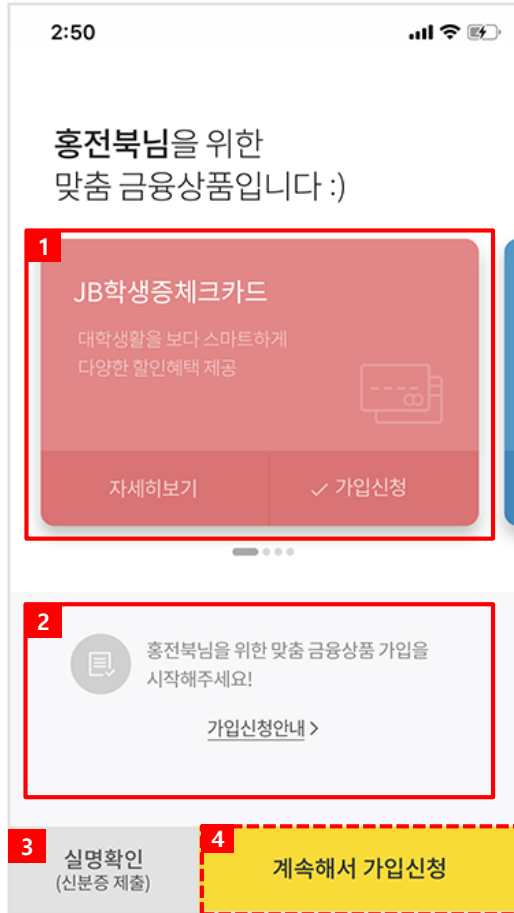 2:50
홍전북님을 위한
맞춤 금융상품입니다 :)
1
JB학생증체크카드
대학생활을 보다 스마트하게
다양한 할인혜택 제공
자세히보기
가입신청
2
홍전북님을 위한 맞춤 금융상품 가입을
시작해주세요!
가입신청안내 >
3
실명확인
(신분증 제출)
4
계속해서 가입신청